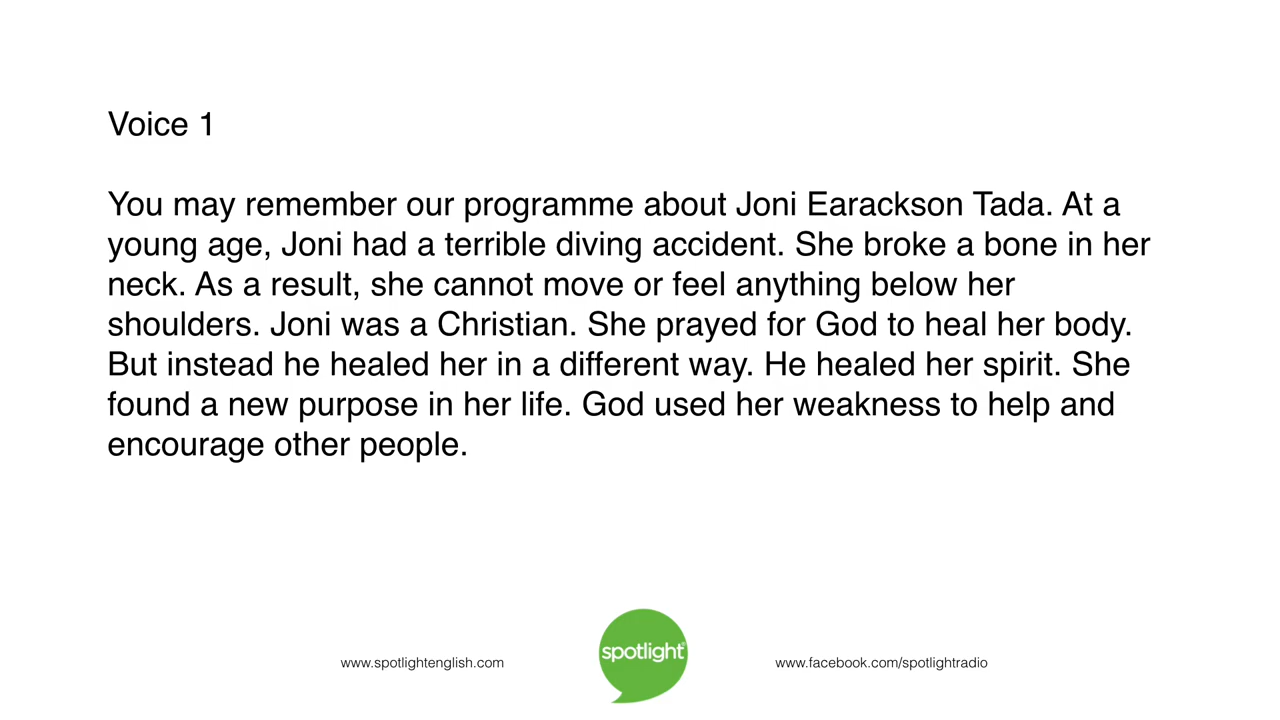 Voice 1
You may remember our programme about Joni Earackson Tada. At a
young age, Joni had a terrible diving accident. She broke a bone in her
neck. As a result, she cannot move or feel anything below her
shoulders. Joni was a Christian. She prayed for God to heal her body.
But instead he healed her in a different way. He healed her spirit. She
found a new purpose in her life. God used her weakness to help and
encourage other people.
www.spotlightenglish.com
spotlight
www.facebook.com/spotlightradio